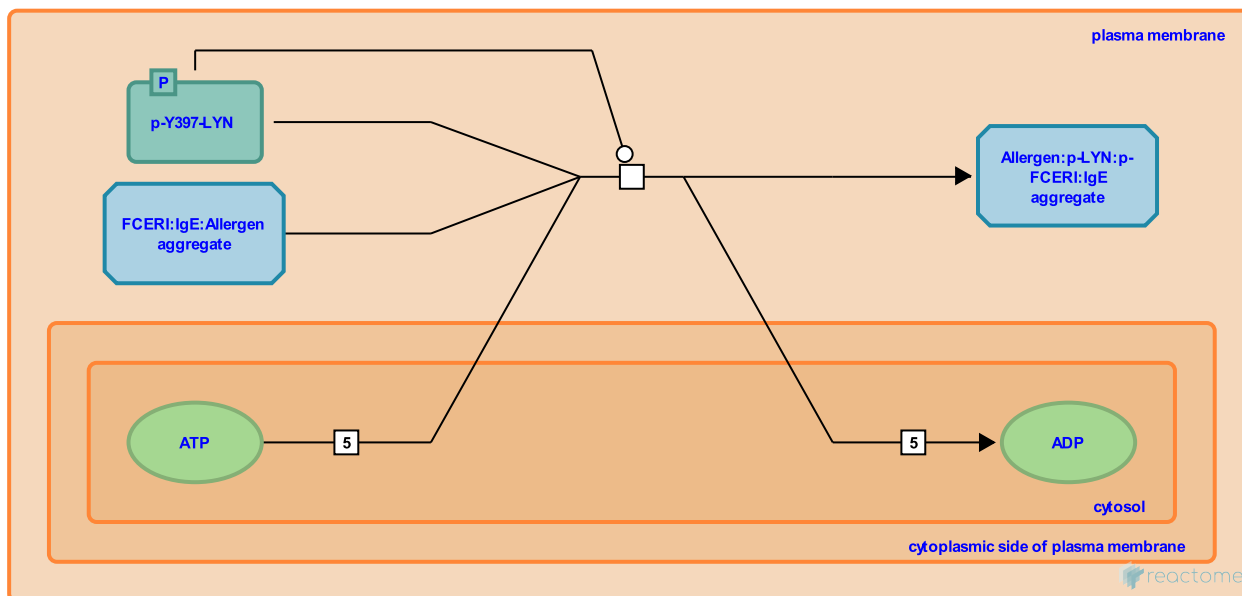 plasma membrane
P
p-Y397-LYN
FCERI:IgE:Allergen
aggregate
Allergen:p-LYN:p-
FCERI:IgE
aggregate
ATP
5
5
ADP
cytosol
cytoplasmic side of plasma membrane
reactome